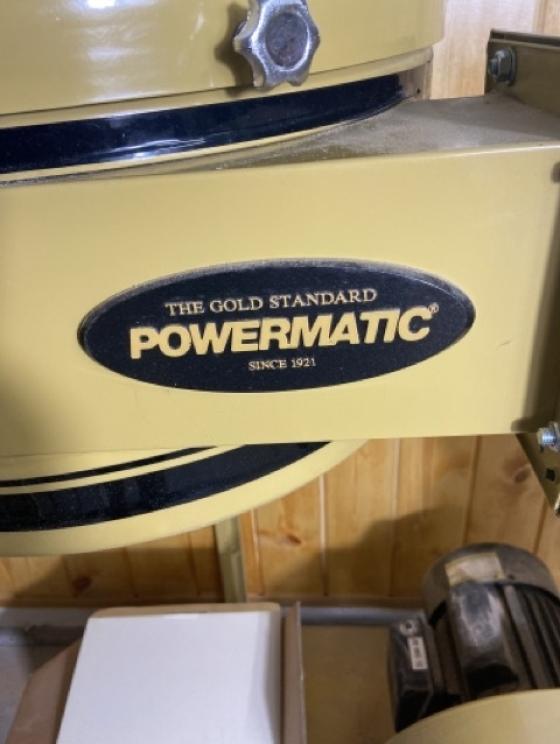 THE GOLD STANDARD
POWERMATIC®
SINCE 1921